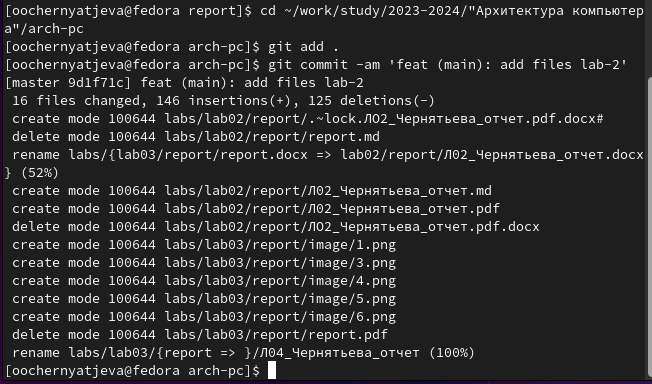 [oochernyatjeva@fedora report]$ cd ~/work/study/2023-2024/"Архитектура компьютер
а"/arch-pc
[oochernyatjeva@fedora arch-pc]$ git add .
[oochernyatjeva@fedora arch-pc]$ git commit -am 'feat (main): add files lab-2'
[master 9d1f71c] feat (main): add files lab-2
 16 files changed, 146 insertions(+), 125 deletions(-)
 create mode 100644 labs/lab02/report/.~lock.ЛО2_Чернятьева_отчет.pdf.docx#
 delete mode 100644 labs/lab02/report/report.md
 rename labs/{lab03/report/report.docx => lab02/report/Л02_Чернятьева_отчет.docx
} (52%)
 create mode 100644 labs/lab02/report/Л02_Чернятьева_отчет.md
 create mode 100644 labs/lab02/report/ЛО2_Чернятьева_отчет.pdf
 delete mode 100644 labs/lab02/report/ЛО2_Чернятьева_отчет.pdf.docx
 create mode 100644 labs/lab03/report/image/1.png
 create mode 100644 labs/lab03/report/image/3.png
 create mode 100644 labs/lab03/report/image/4.png
 create mode 100644 labs/lab03/report/image/5.png
 create mode 100644 labs/lab03/report/image/6.png
 delete mode 100644 labs/lab03/report/report.pdf
 rename labs/lab03/{report => }/Л04_Чернятьева_отчет (100%)
[oochernyatjeva@fedora arch-pc]$